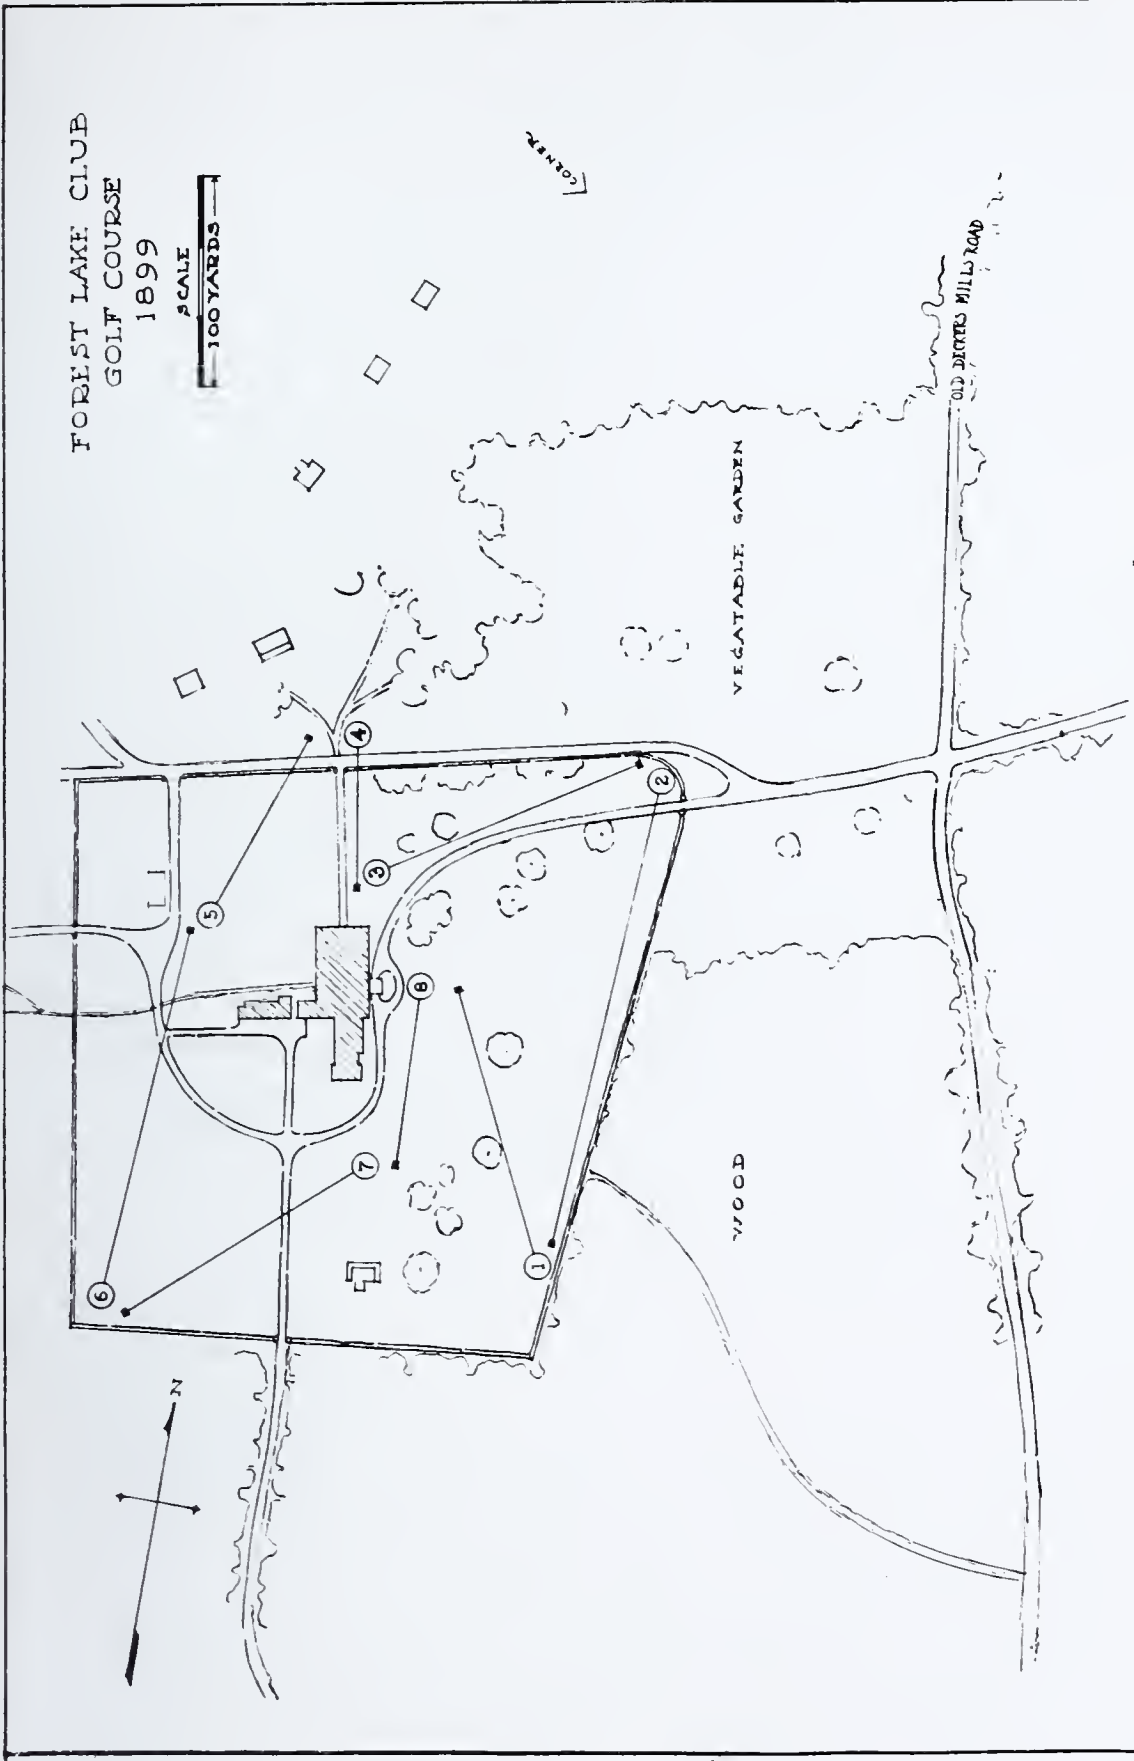 FOREST LAKE CLUB
GOLF COURSE
1899
SCALE
100 YARDS
CORNER
OLD DECKERS MILLS ROAD
VEGATABLE GARDEN
WOOD
N
1
2
3
4
5
6
7
8